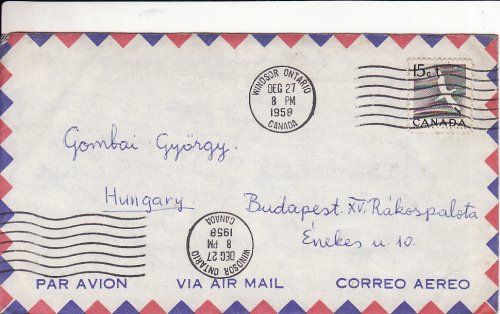 WINDSOR ONTARIO
DEC 27
8 PM
1958
CANADA
15c
CANADA
Gombai György.
Hungary
Budapest. XV. Rákospalota
Énekes u. 10.
WINDSOR ONTARIO
DEC 27
8 PM
1958
CANADA
PAR AVION VIA AIR MAIL CORREO AEREO